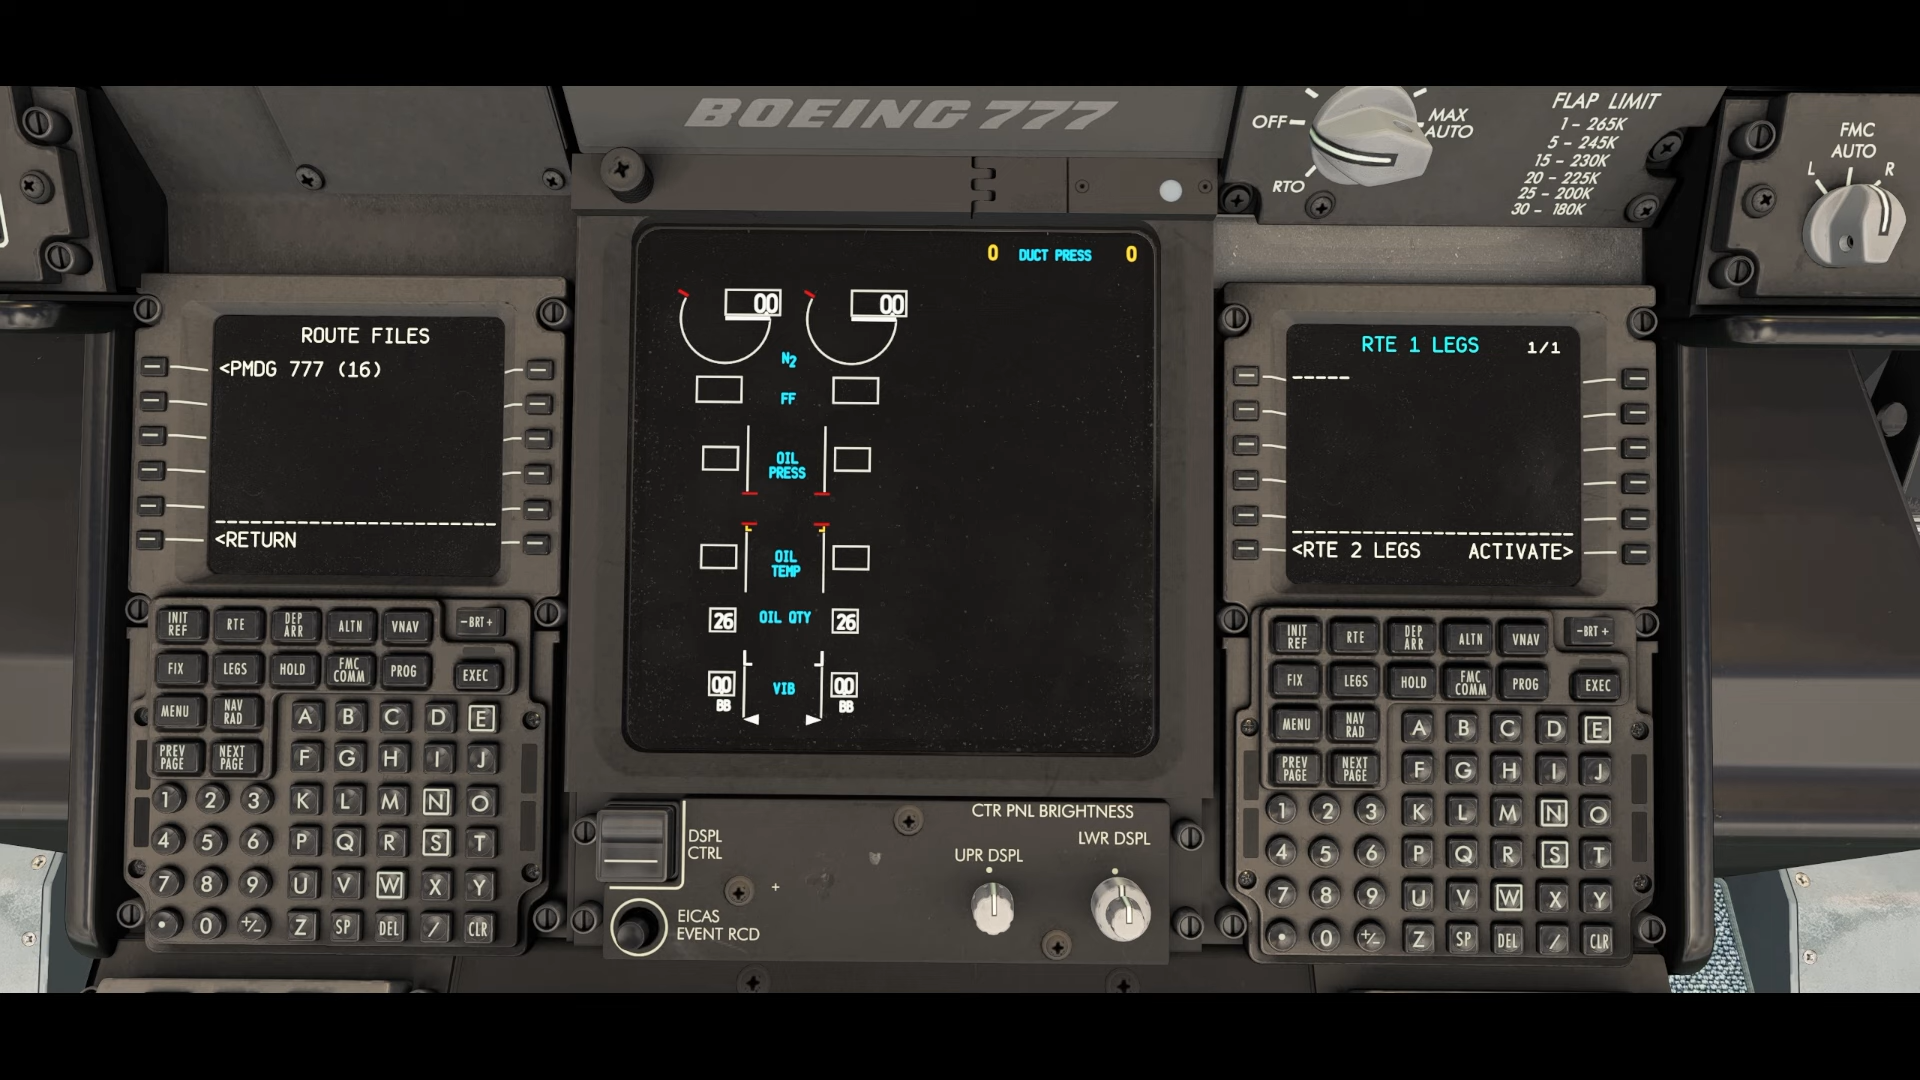 BOEING 777
OFF
MAX
AUTO
RTO
FLAP LIMIT
1 - 265K
5 - 245K
15 - 230K
20 - 225K
25 - 200K
30 - 180K
FMC
AUTO
L
R
ROUTE FILES
<PMDG 777 (16)
<RETURN
0 DUCT PRESS 0
00 00
N2
FF
OIL
PRESS
OIL
TEMP
26 OIL QTY 26
00 VIB 00
BB BB
RTE 1 LEGS 1/1
-----
<RTE 2 LEGS ACTIVATE>
INIT REF RTE DEP ARR ALTN VNAV -BRT+
FIX LEGS HOLD FMC COMM PROG EXEC
MENU NAV RAD A B C D E
PREV PAGE NEXT PAGE F G H I J
1 2 3 K L M N O
4 5 6 P Q R S T
7 8 9 U V W X Y
. 0 +/- Z SP DEL / CLR
DSPL
CTRL
EICAS
EVENT RCD
CTR PNL BRIGHTNESS
UPR DSPL
LWR DSPL
INIT REF RTE DEP ARR ALTN VNAV -BRT+
FIX LEGS HOLD FMC COMM PROG EXEC
MENU NAV RAD A B C D E
PREV PAGE NEXT PAGE F G H I J
1 2 3 K L M N O
4 5 6 P Q R S T
7 8 9 U V W X Y
. 0 +/- Z SP DEL / CLR